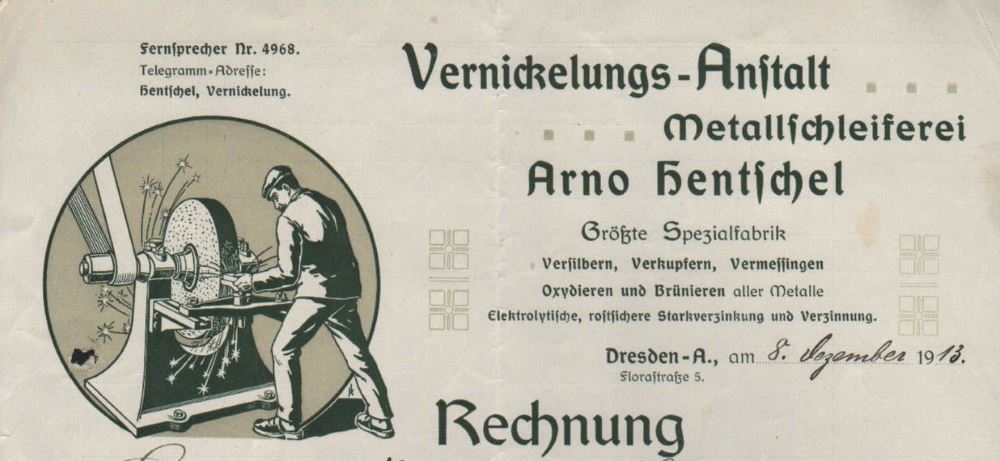 Fernſprecher Nr. 4968.
Telegramm-Adreſſe:
Hentſchel, Vernickelung.
Vernickelungs-Anſtalt
Metallſchleiferei
Arno Hentſchel
Größte Spezialfabrik
Verſilbern, Verkupfern, Vermeſſingen
Oxydieren und Brünieren aller Metalle
Elektrolytiſche, roſtſichere Starkverzinkung und Verzinnung.
Dresden-A., am 8. Dezember 1913.
Floraſtraße 5.
Rechnung